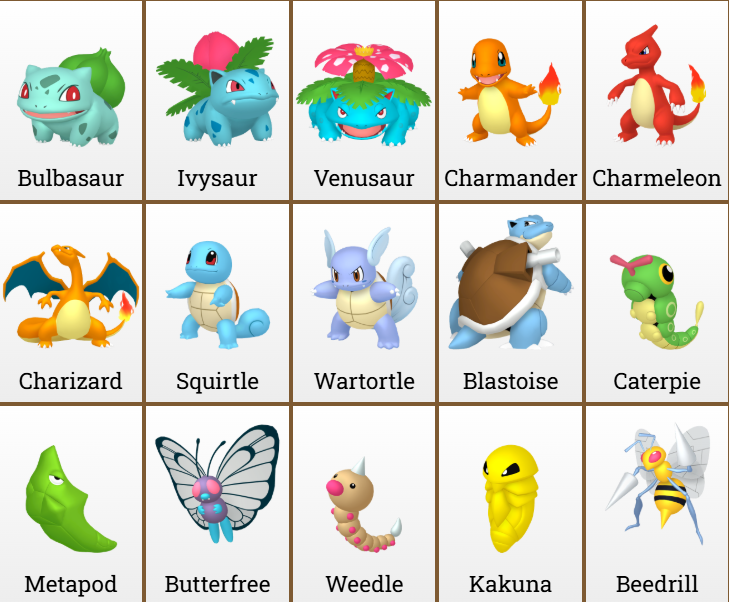 Bulbasaur
Ivysaur
Venusaur
Charmander
Charmeleon
Charizard
Squirtle
Wartortle
Blastoise
Caterpie
Metapod
Butterfree
Weedle
Kakuna
Beedrill